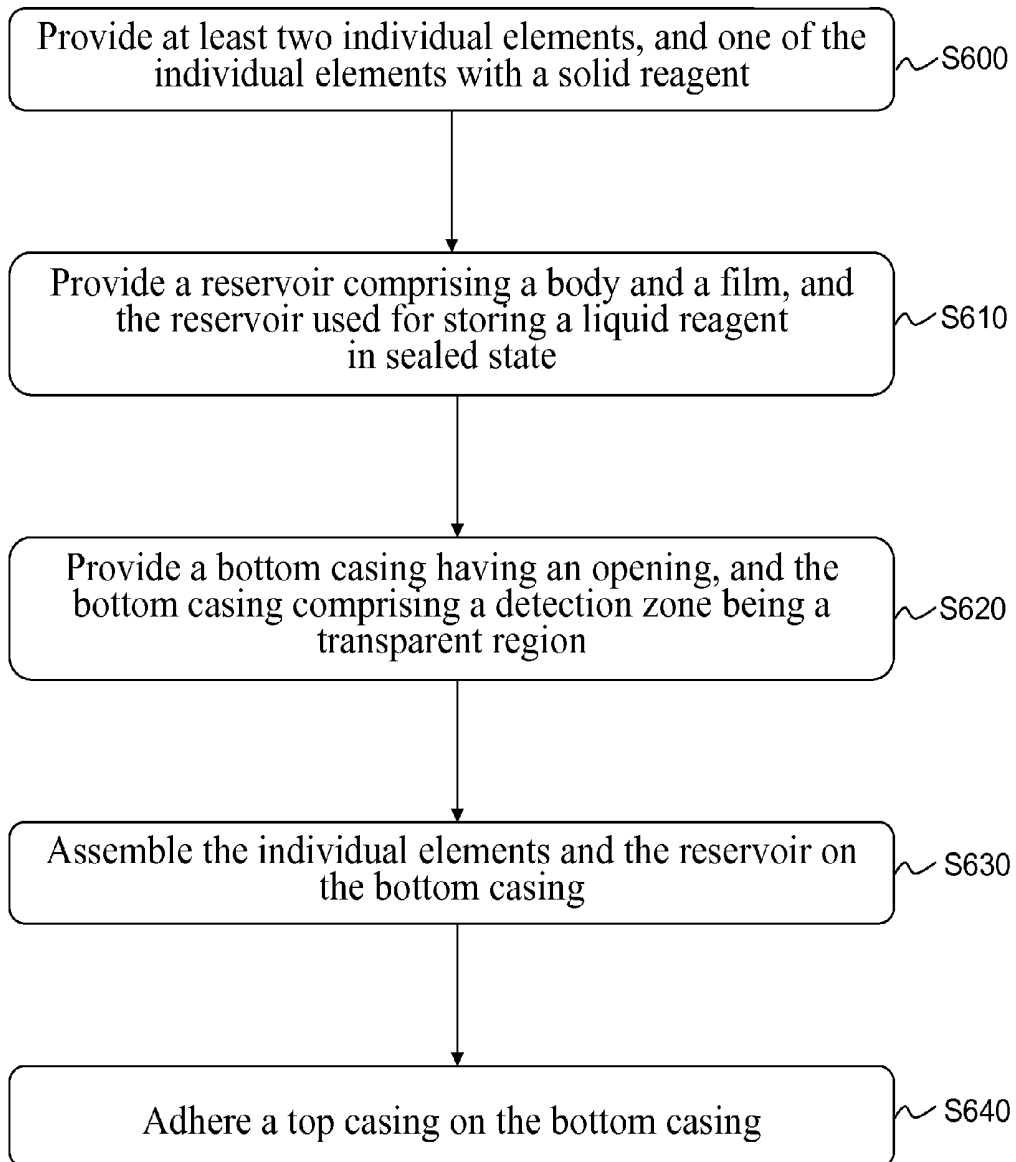 Provide at least two individual elements, and one of the
individual elements with a solid reagent
S600
Provide a reservoir comprising a body and a film, and
the reservoir used for storing a liquid reagent
in sealed state
S610
Provide a bottom casing having an opening, and the
bottom casing comprising a detection zone being a
transparent region
S620
Assemble the individual elements and the reservoir on
the bottom casing
S630
Adhere a top casing on the bottom casing
S640